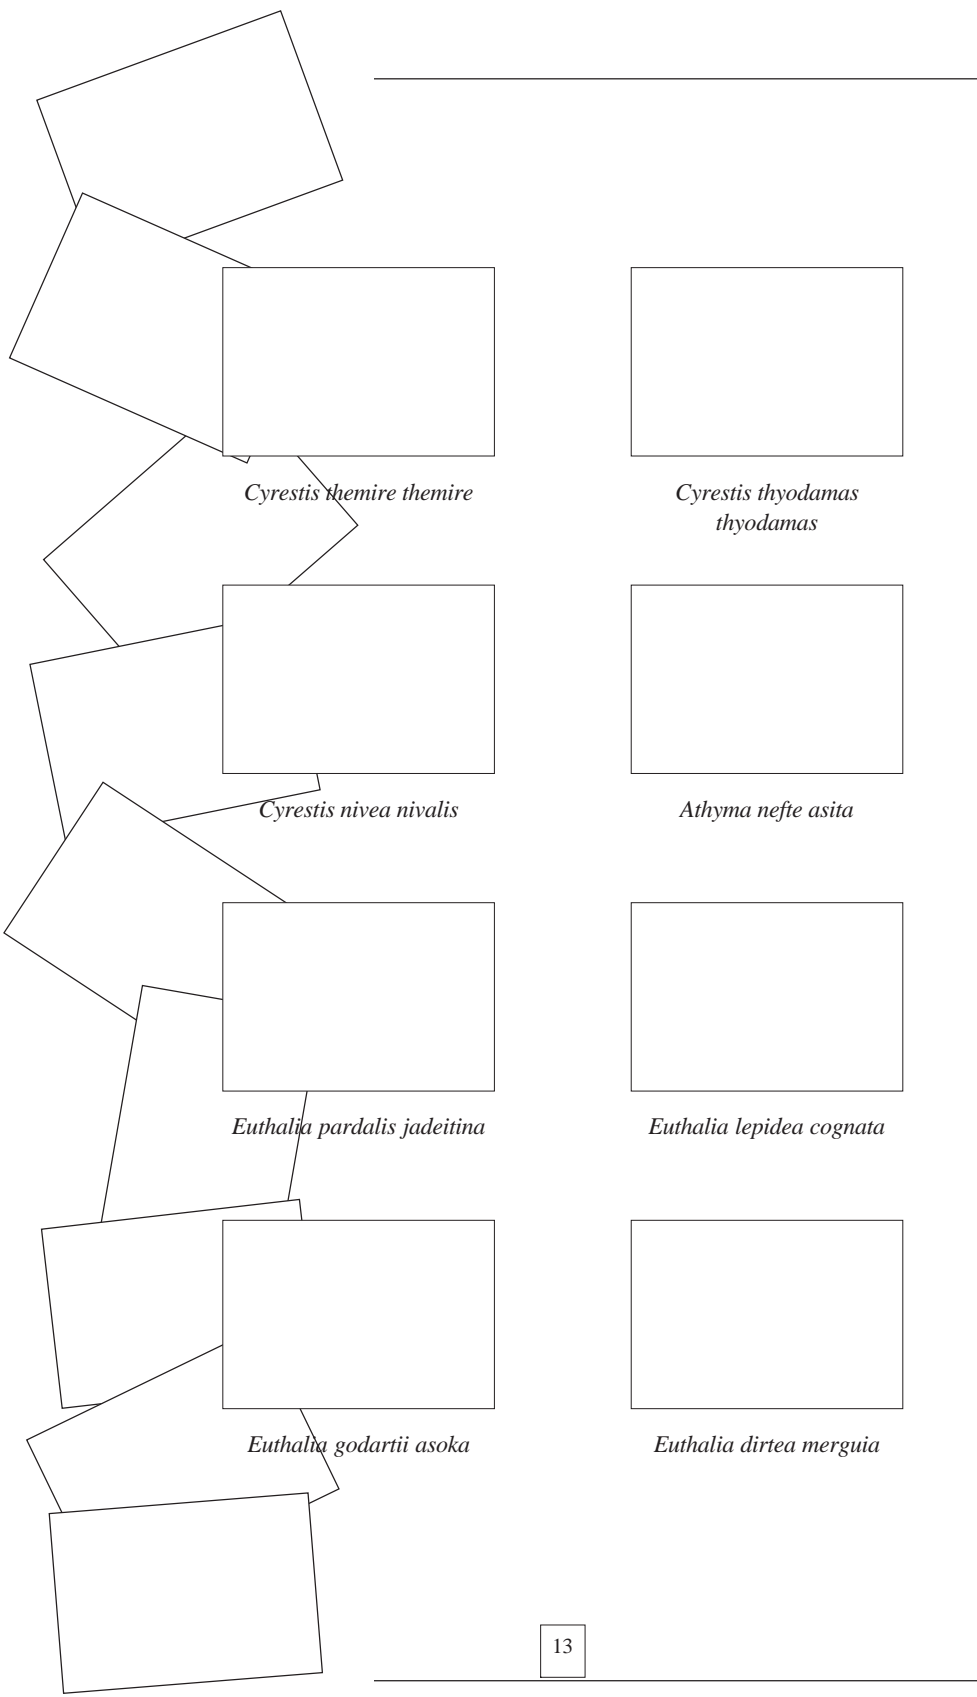 Cyrestis themire themire
Cyrestis thyodamas
thyodamas
Cyrestis nivea nivalis
Athyma nefte asita
Euthalia pardalis jadeitina
Euthalia lepidea cognata
Euthalia godartii asoka
Euthalia dirtea merguia
13